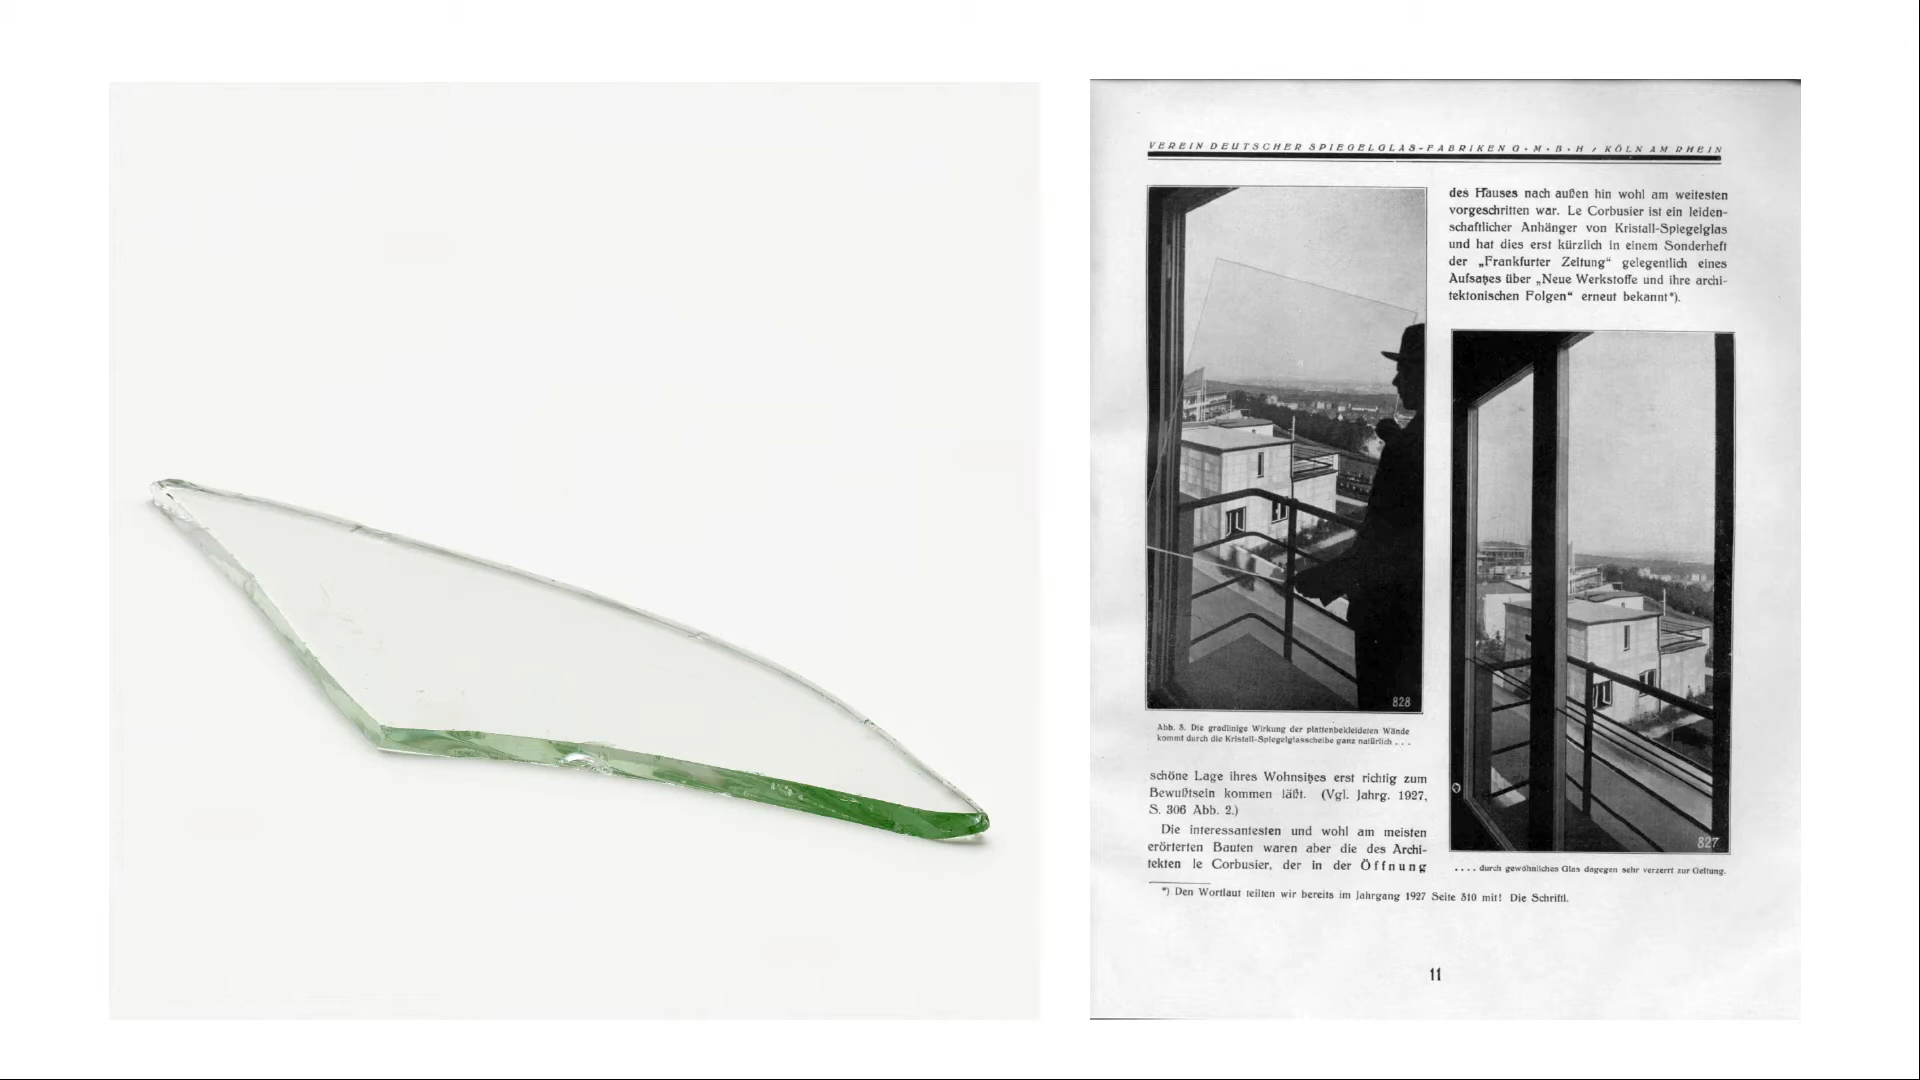 VEREIN DEUTSCHER SPIEGELGLAS-FABRIKEN G·M·B·H / KÖLN AM RHEIN
828
Abb. 3. Die gradlinige Wirkung der plattenbekleideten Wände
kommt durch die Kristall-Spiegelglasscheibe ganz natürlich . . .
schöne Lage ihres Wohnsitzes erst richtig zum
Bewußtsein kommen läßt. (Vgl. Jahrg. 1927,
S. 306 Abb. 2.)
Die interessantesten und wohl am meisten
erörterten Bauten waren aber die des Archi-
tekten le Corbusier, der in der Öffnung
des Hauses nach außen hin wohl am weitesten
vorgeschritten war. Le Corbusier ist ein leiden-
schaftlicher Anhänger von Kristall-Spiegelglas
und hat dies erst kürzlich in einem Sonderheft
der „Frankfurter Zeitung“ gelegentlich eines
Aufsatzes über „Neue Werkstoffe und ihre archi-
tektonischen Folgen“ erneut bekannt*).
827
. . . . durch gewöhnliches Glas dagegen sehr verzerrt zur Geltung.
*) Den Wortlaut teilten wir bereits im Jahrgang 1927 Seite 310 mit! Die Schriftl.
11